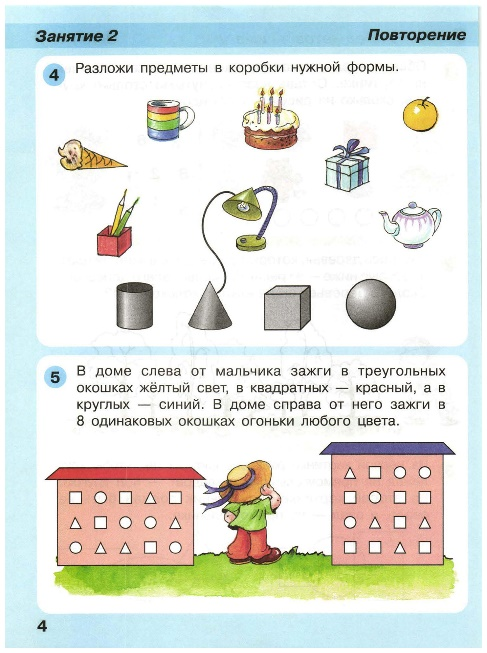 Занятие 2
Повторение
4
Разложи предметы в коробки нужной формы.
5
В доме слева от мальчика зажги в треугольных
окошках жёлтый свет, в квадратных — красный, а в
круглых — синий. В доме справа от него зажги в
8 одинаковых окошках огоньки любого цвета.
4